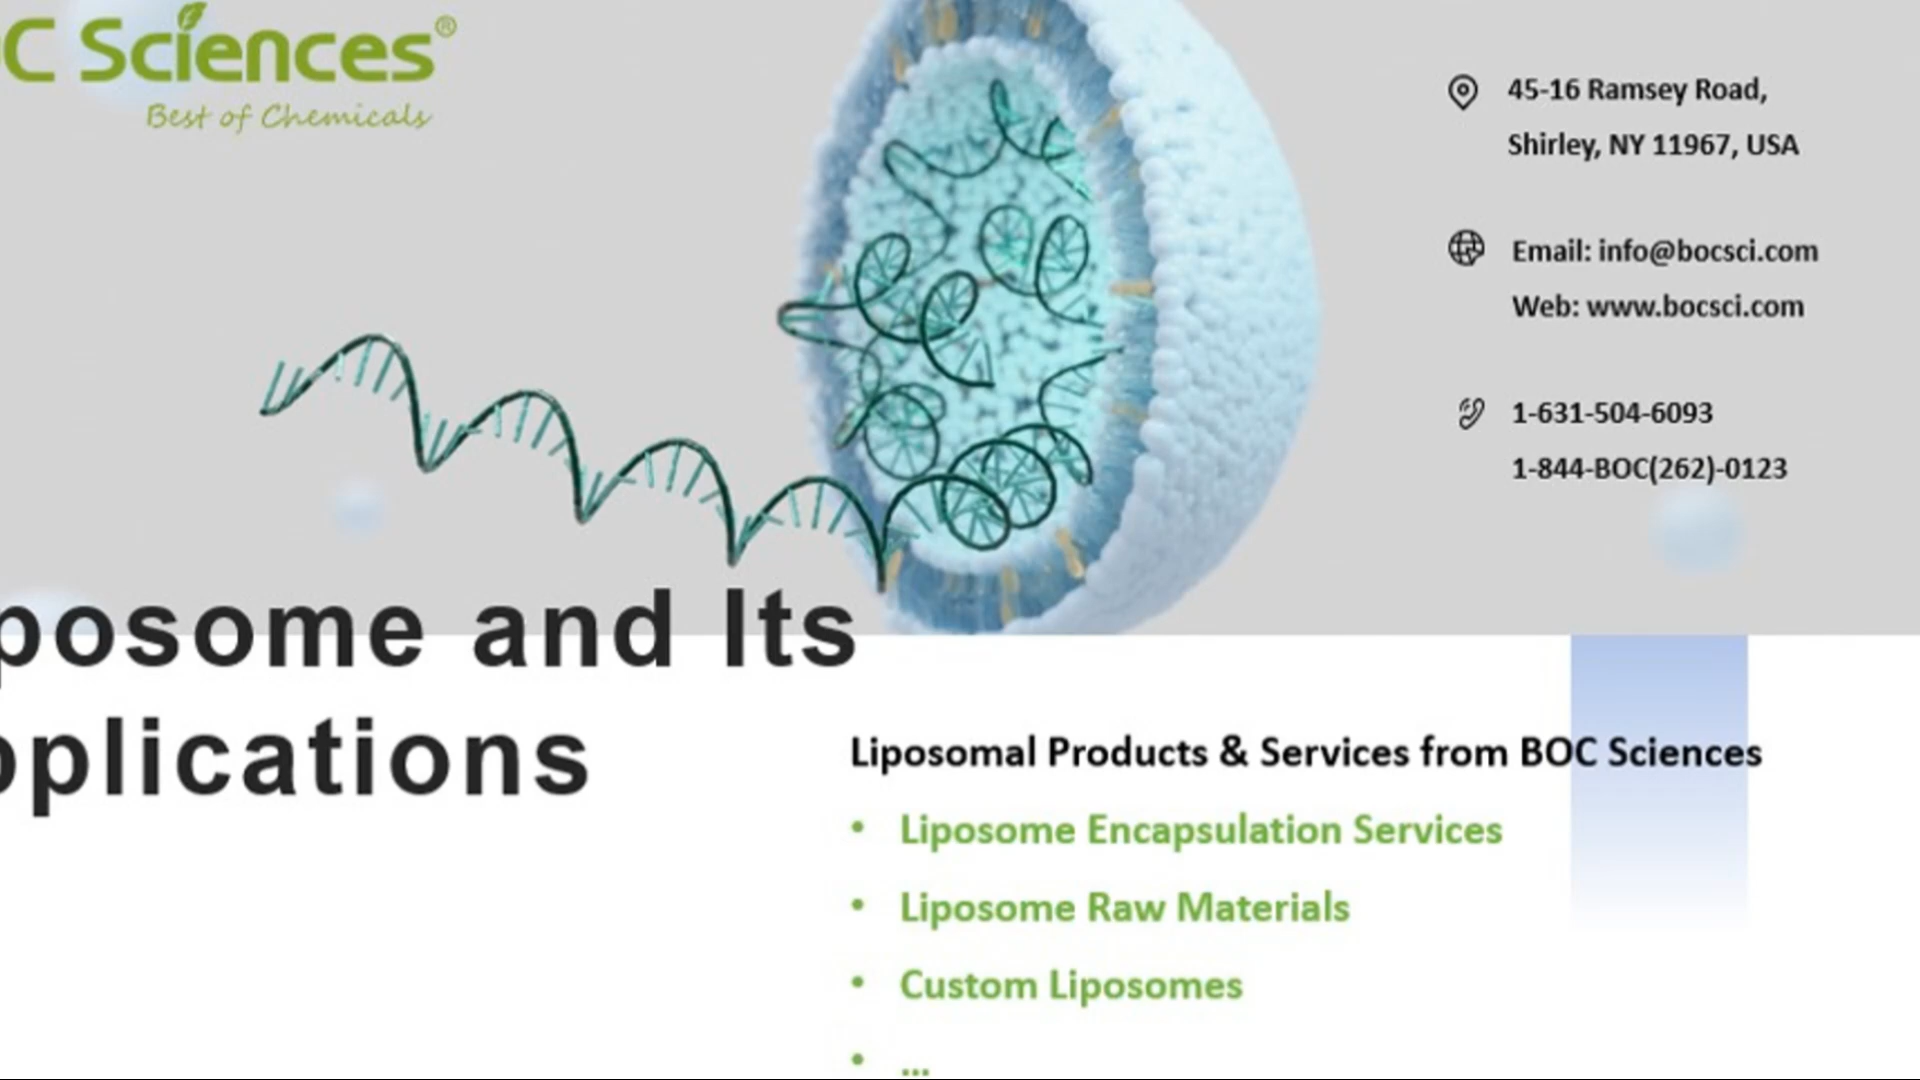 OC Sciences®
Best of Chemicals
45-16 Ramsey Road,
Shirley, NY 11967, USA
Email: info@bocsci.com
Web: www.bocsci.com
1-631-504-6093
1-844-BOC(262)-0123
posome and Its
pplications
Liposomal Products & Services from BOC Sciences
• Liposome Encapsulation Services
• Liposome Raw Materials
• Custom Liposomes
• ...